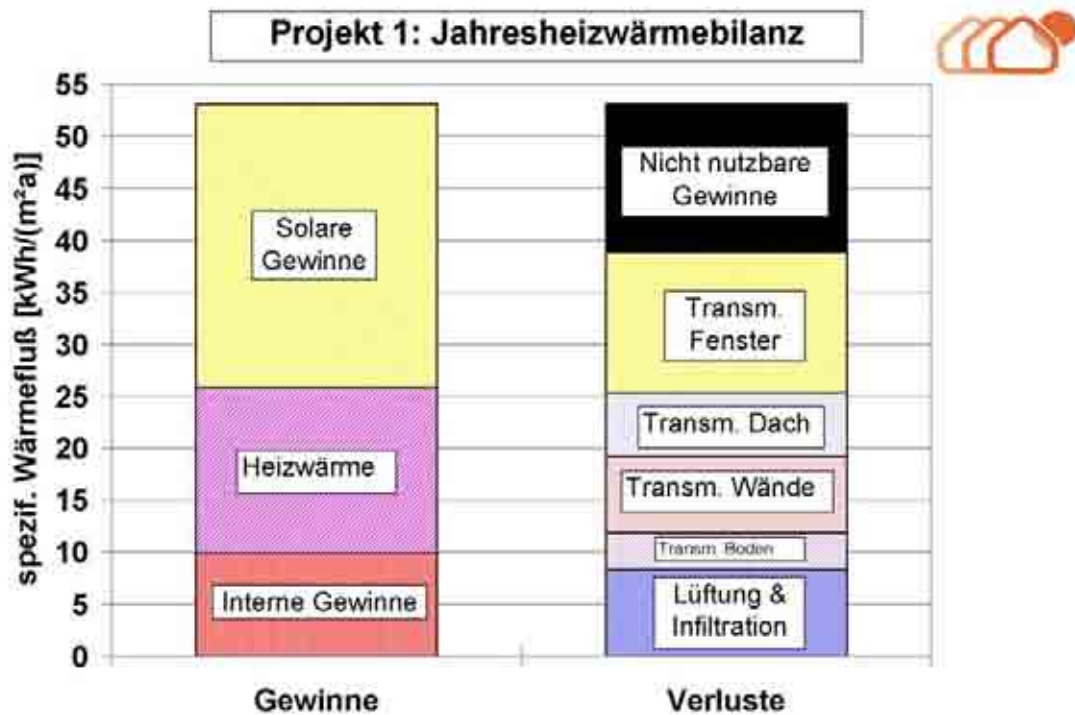 Projekt 1: Jahresheizwärmebilanz
spezif. Wärmefluß [kWh/(m²a)]
55
50
45
40
35
30
25
20
15
10
5
0
Solare
Gewinne
Heizwärme
Interne Gewinne
Nicht nutzbare
Gewinne
Transm.
Fenster
Transm. Dach
Transm. Wände
Transm. Boden
Lüftung &
Infiltration
Gewinne
Verluste